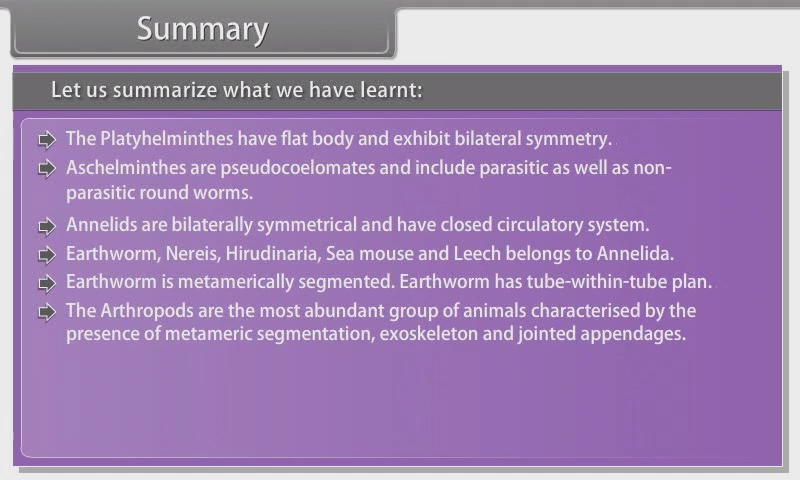 Summary
Let us summarize what we have learnt:
The Platyhelminthes have flat body and exhibit bilateral symmetry.
Aschelminthes are pseudocoelomates and include parasitic as well as non-
parasitic round worms.
Annelids are bilaterally symmetrical and have closed circulatory system.
Earthworm, Nereis, Hirudinaria, Sea mouse and Leech belongs to Annelida.
Earthworm is metamerically segmented. Earthworm has tube-within-tube plan.
The Arthropods are the most abundant group of animals characterised by the
presence of metameric segmentation, exoskeleton and jointed appendages.